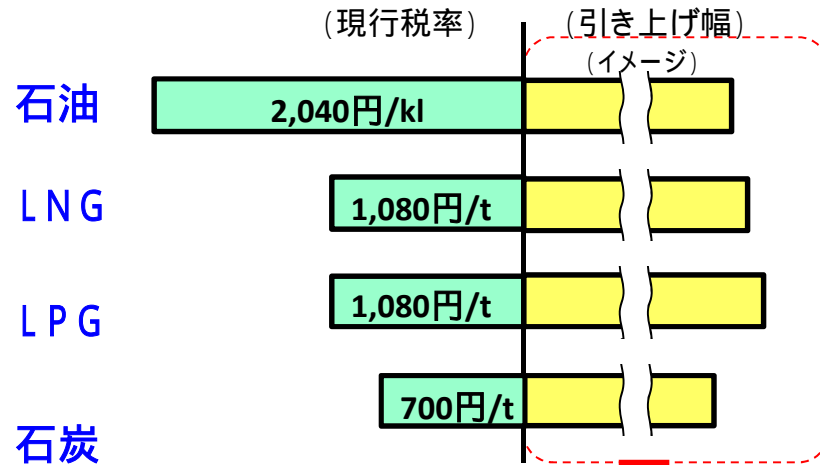 (現行税率) (引き上げ幅)
(イメージ)
石油 2,040円/kl
LNG 1,080円/t
LPG 1,080円/t
石炭 700円/t